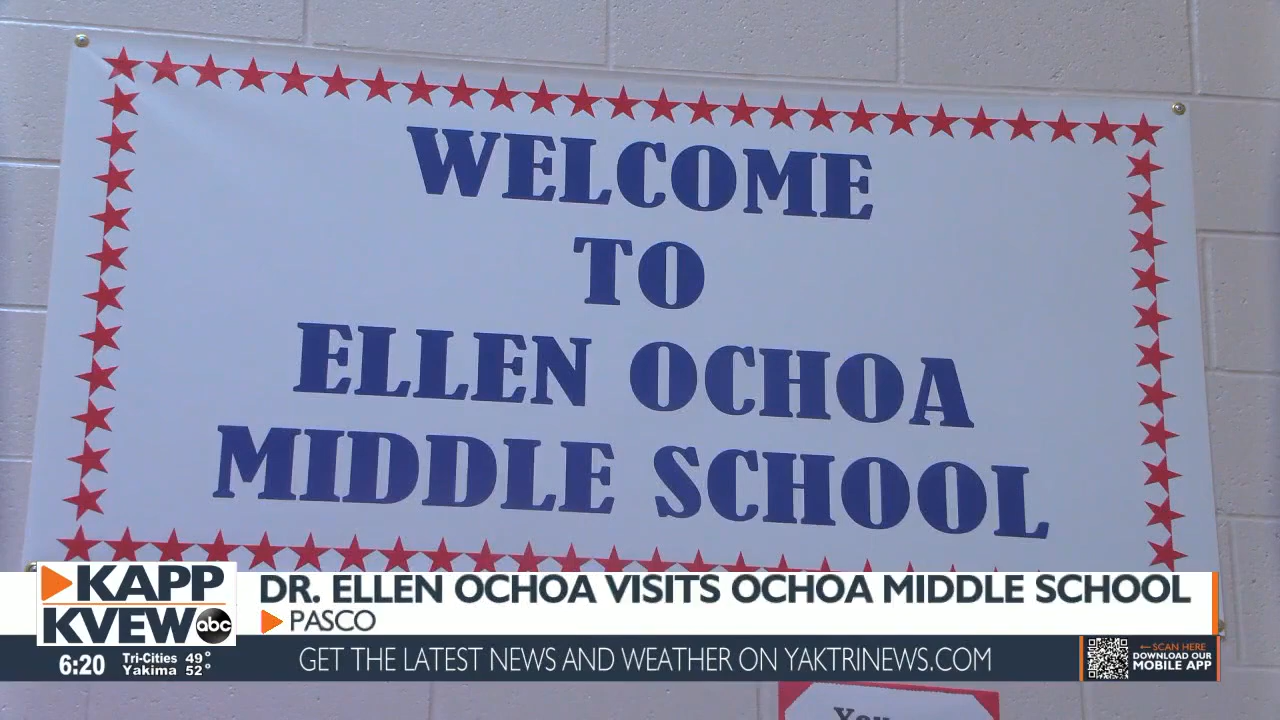 WELCOME
TO
ELLEN OCHOA
MIDDLE SCHOOL
KAPP
KVEW abc
DR. ELLEN OCHOA VISITS OCHOA MIDDLE SCHOOL
PASCO
6:20
Tri-Cities 49°
Yakima 52°
GET THE LATEST NEWS AND WEATHER ON YAKTRINEWS.COM
←SCAN HERE
DOWNLOAD OUR
MOBILE APP